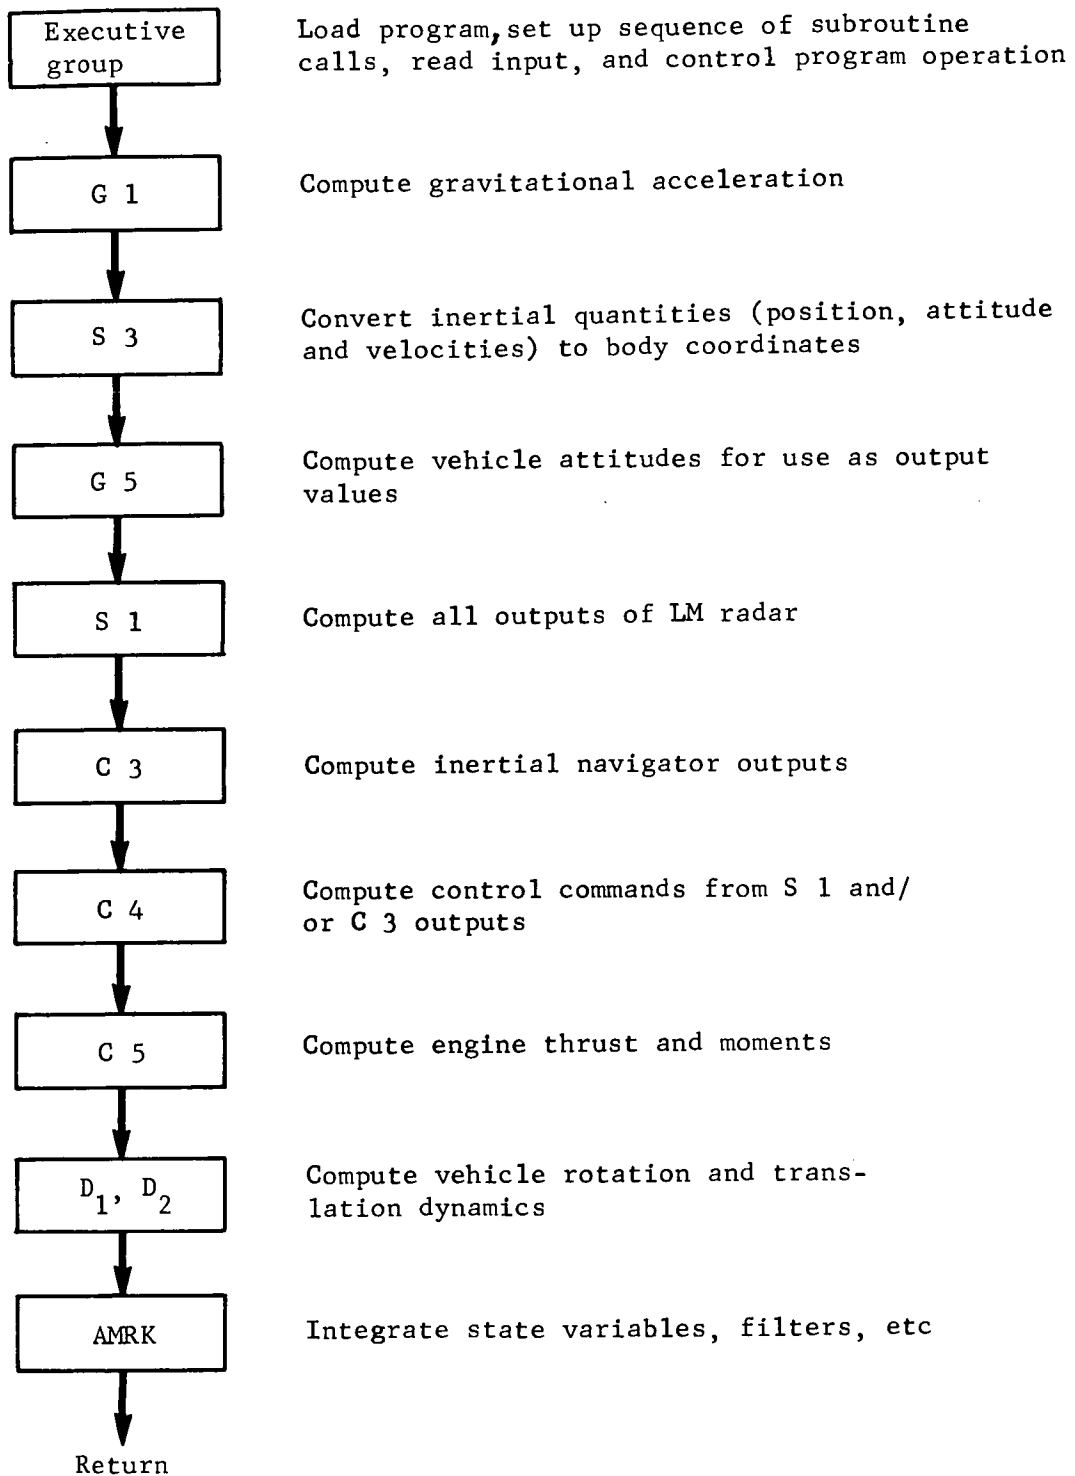 Executive
group
Load program, set up sequence of subroutine
calls, read input, and control program operation
G 1
Compute gravitational acceleration
S 3
Convert inertial quantities (position, attitude
and velocities) to body coordinates
G 5
Compute vehicle attitudes for use as output
values
S 1
Compute all outputs of LM radar
C 3
Compute inertial navigator outputs
C 4
Compute control commands from S 1 and/
or C 3 outputs
C 5
Compute engine thrust and moments
D1, D2
Compute vehicle rotation and trans-
lation dynamics
AMRK
Integrate state variables, filters, etc
Return